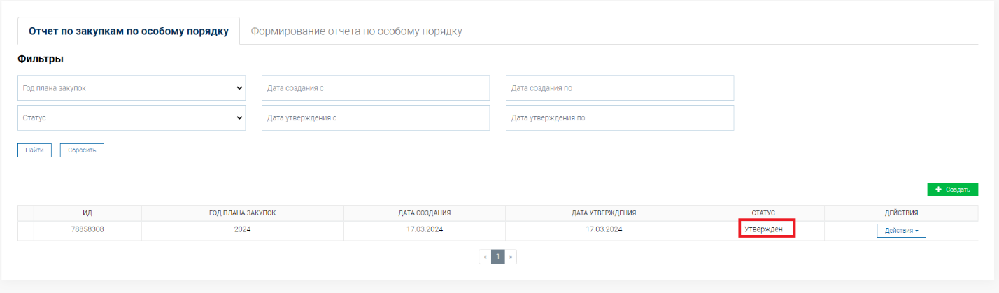 Отчет по закупкам по особому порядку
Формирование отчета по особому порядку
Фильтры
Год плана закупок
Дата создания с
Дата создания по
Статус
Дата утверждения с
Дата утверждения по
Найти
Сбросить
+ Создать
ИД ГОД ПЛАНА ЗАКУПОК ДАТА СОЗДАНИЯ ДАТА УТВЕРЖДЕНИЯ СТАТУС ДЕЙСТВИЯ
78858308 2024 17.03.2024 17.03.2024 Утвержден Действия
« 1 »